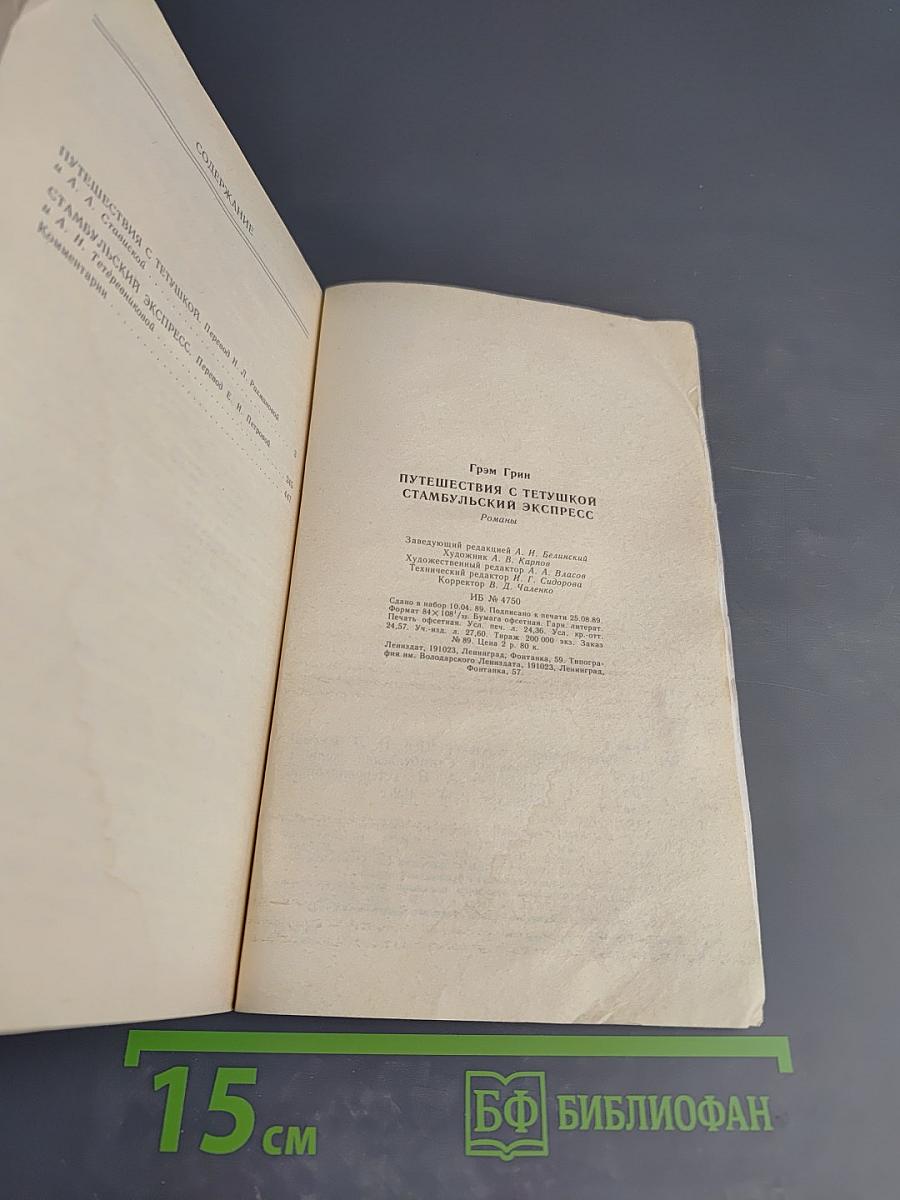 СОДЕРЖАНИЕ
ПУТЕШЕСТВИЯ С ТЕТУШКОЙ. Перевод Н. Л. Рахмановой
и А. А. Ставиской . . . . . . . . 3
СТАМБУЛЬСКИЙ ЭКСПРЕСС. Перевод Е. И. Петровой
и А. Н. Тетеревниковой . . . . . . . .
Комментарии . . . . . . . .
Грэм Грин
ПУТЕШЕСТВИЯ С ТЕТУШКОЙ
СТАМБУЛЬСКИЙ ЭКСПРЕСС
Романы
Заведующий редакцией А. И. Белинский
Художник А. В. Карпов
Художественный редактор А. А. Власов
Технический редактор И. Г. Сидорова
Корректор В. Д. Чаленко
ИБ № 4750
Сдано в набор 10.04. 89. Подписано к печати 25.08.89.
Формат 84×108¹/₃₂. Бумага офсетная. Гарн. литерат.
Печать офсетная. Усл. печ. л. 24,36. Усл. кр.-отт.
24,57. Уч.-изд. л. 27,60. Тираж 200 000 экз. Заказ
№ 89. Цена 2 р. 80 к.
Лениздат, 191023, Ленинград, Фонтанка, 59. Типогра-
фия им. Володарского Лениздата, 191023, Ленинград,
Фонтанка, 57.
15 см
БФ БИБЛИОФАН